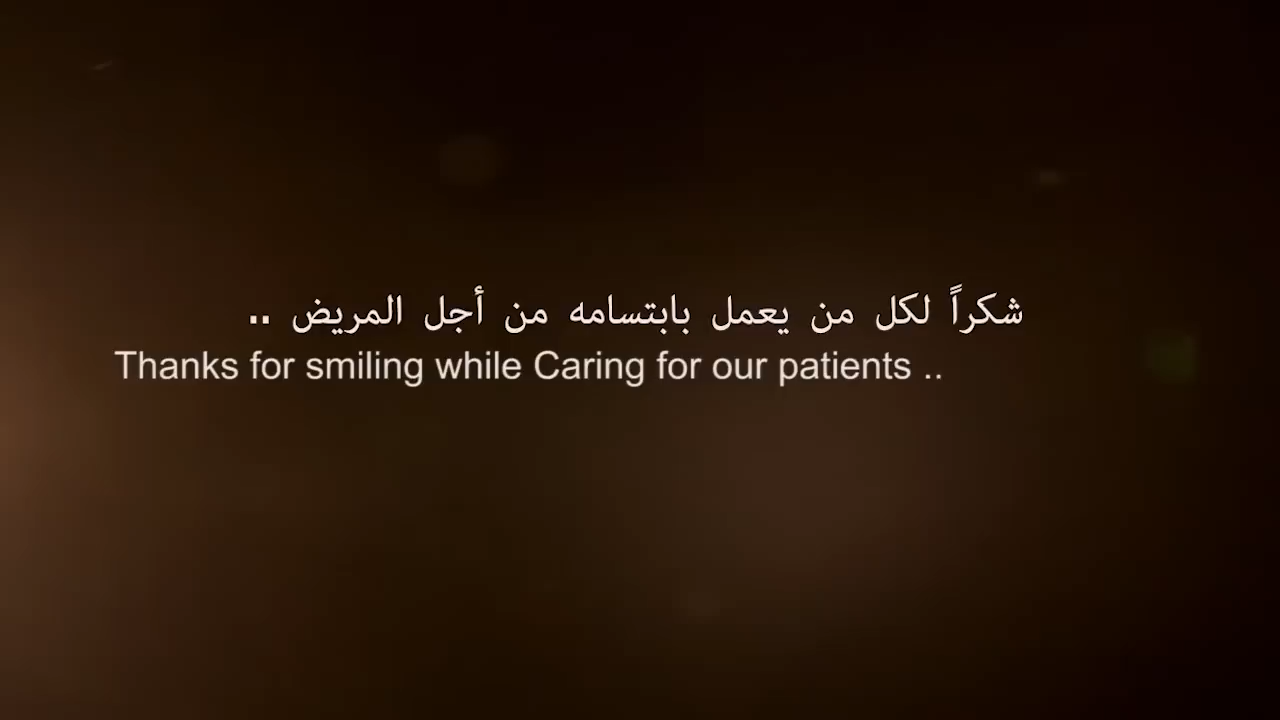 شكراً لكل من يعمل بابتسامه من أجل المريض ..
Thanks for smiling while Caring for our patients ..